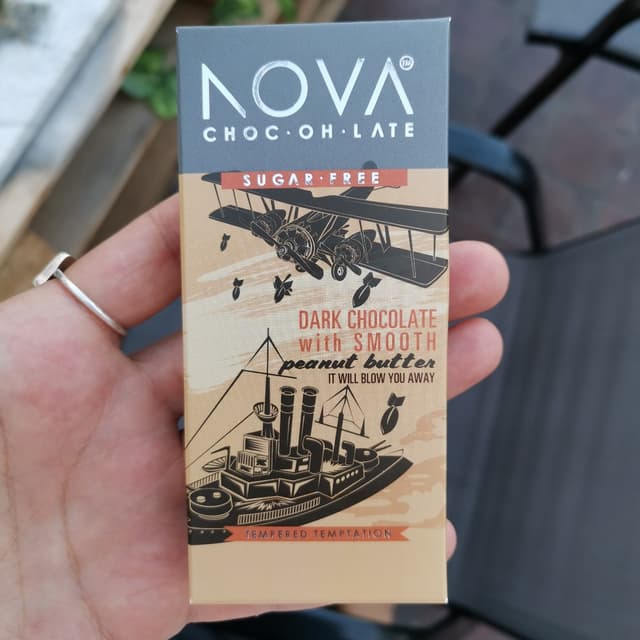 NOVA
CHOC·OH·LATE
SUGAR·FREE
DARK CHOCOLATE
with SMOOTH
peanut butter
IT WILL BLOW YOU AWAY
TEMPERED TEMPTATION